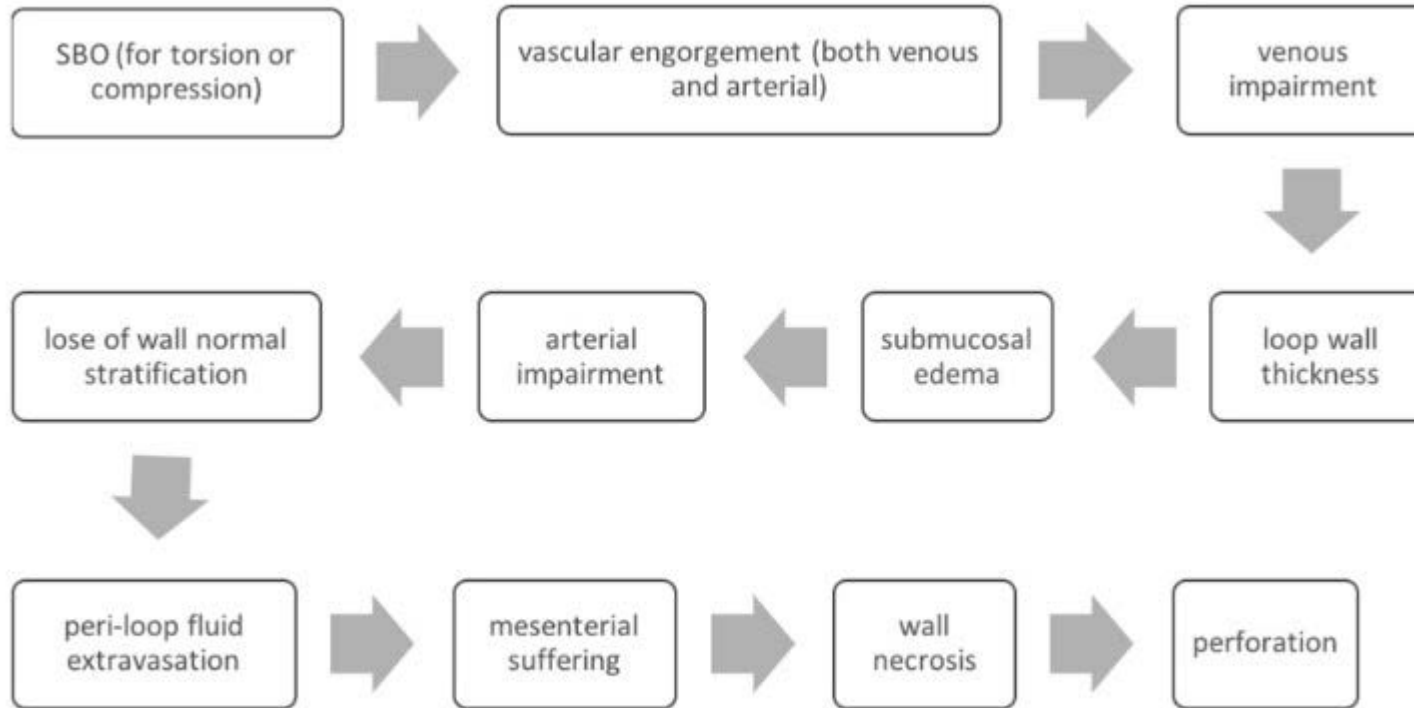 SBO (for torsion or
compression)
vascular engorgement (both venous
and arterial)
venous
impairment
loop wall
thickness
submucosal
edema
arterial
impairment
lose of wall normal
stratification
peri-loop fluid
extravasation
mesenterial
suffering
wall
necrosis
perforation